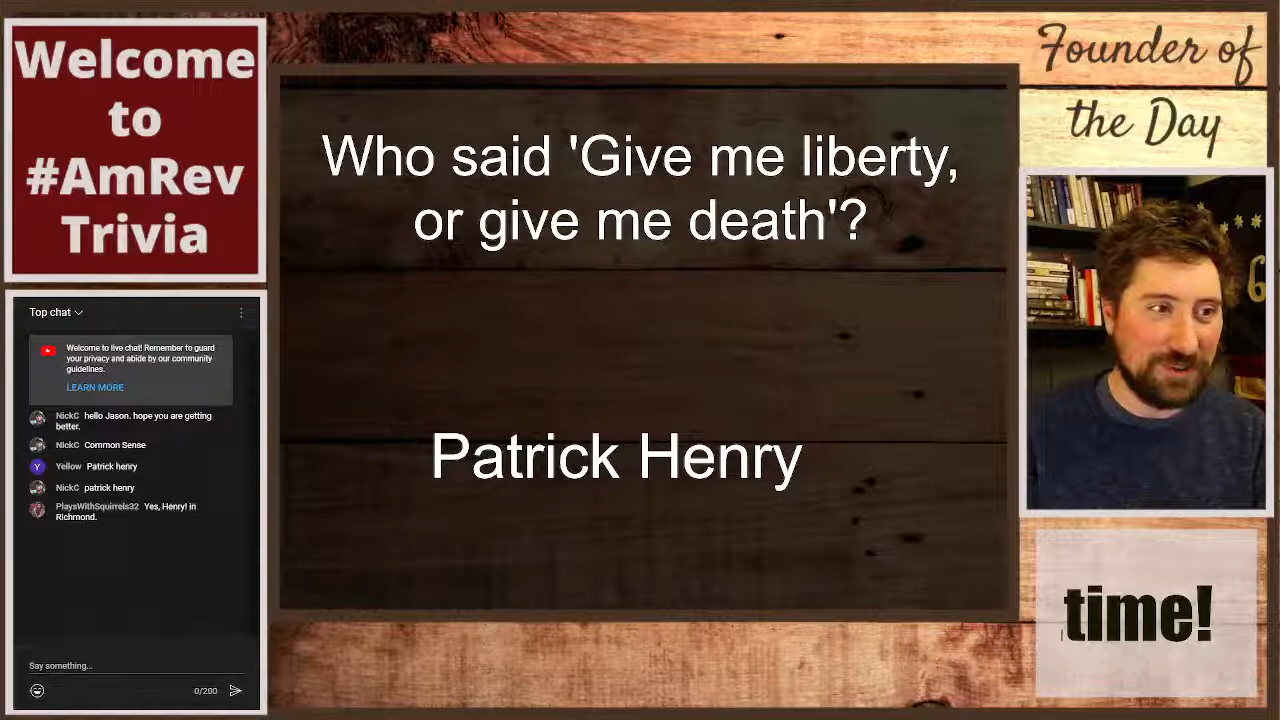 Welcome
to
#AmRev
Trivia
Who said 'Give me liberty,
or give me death'?
Patrick Henry
Founder of
the Day
time!
Top chat
Welcome to live chat! Remember to guard
your privacy and abide by our community
guidelines.
LEARN MORE
NickC hello Jason. hope you are getting
better.
NickC Common Sense
Y Yellow Patrick henry
NickC patrick henry
PlaysWithSquirrels32 Yes, Henry! in
Richmond.
Say something...
0/200